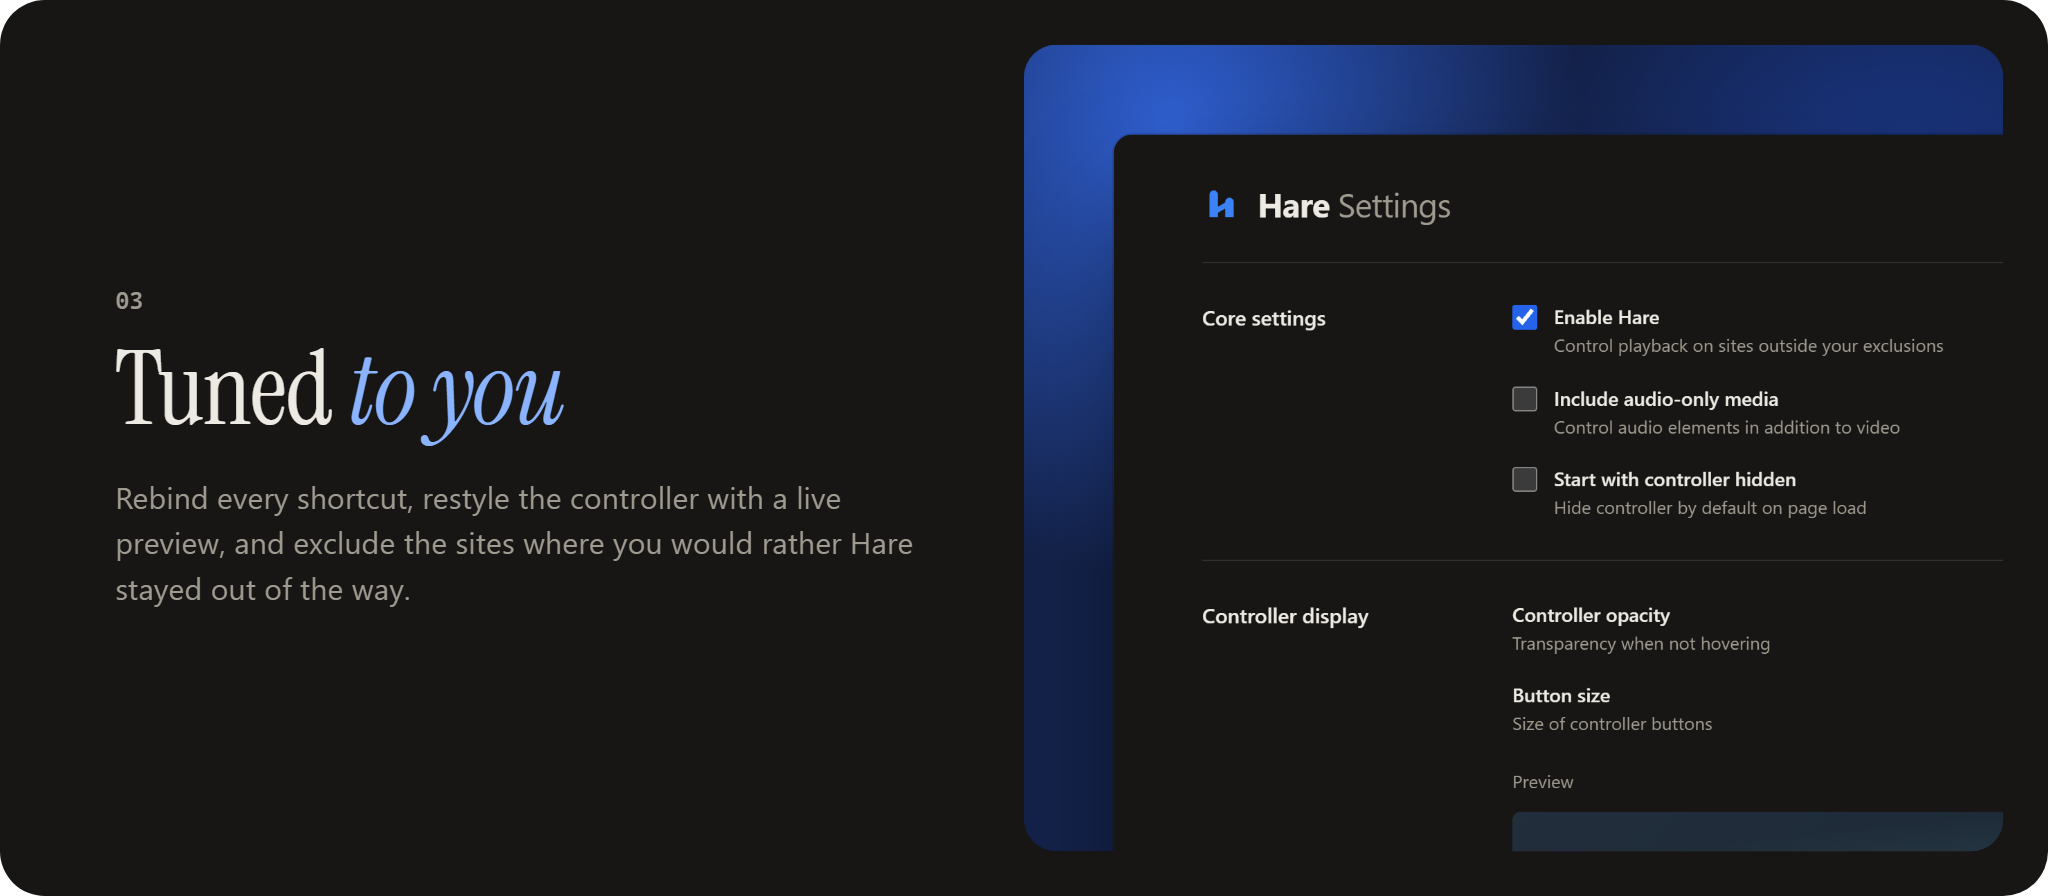 03
Tuned to you
Rebind every shortcut, restyle the controller with a live
preview, and exclude the sites where you would rather Hare
stayed out of the way.
Hare Settings
Core settings
Enable Hare
Control playback on sites outside your exclusions
Include audio-only media
Control audio elements in addition to video
Start with controller hidden
Hide controller by default on page load
Controller display
Controller opacity
Transparency when not hovering
Button size
Size of controller buttons
Preview